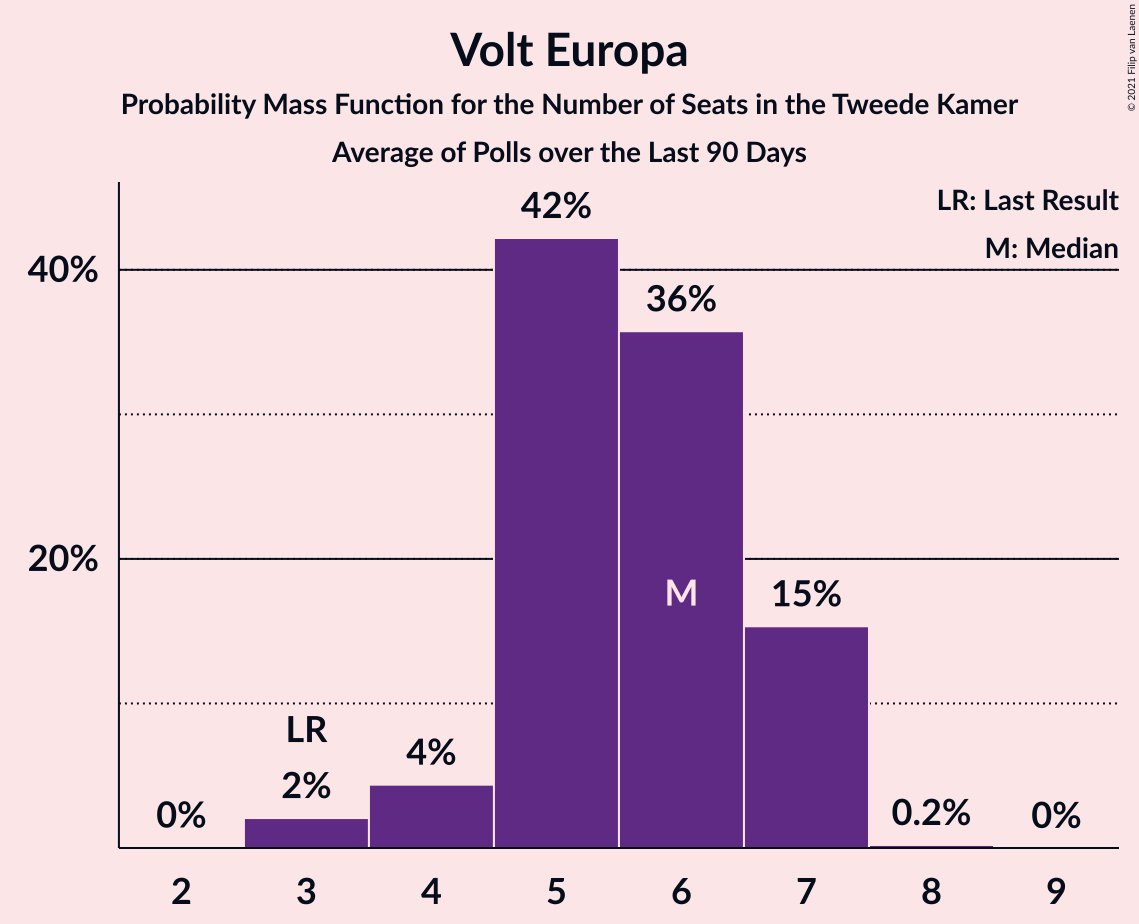 Volt Europa
Probability Mass Function for the Number of Seats in the Tweede Kamer
Average of Polls over the Last 90 Days
© 2021 Filip van Laenen
LR: Last Result
M: Median
42%
40%
36%
20%
M
15%
LR
4%
2%
0%
0.2%
0%
2 3 4 5 6 7 8 9